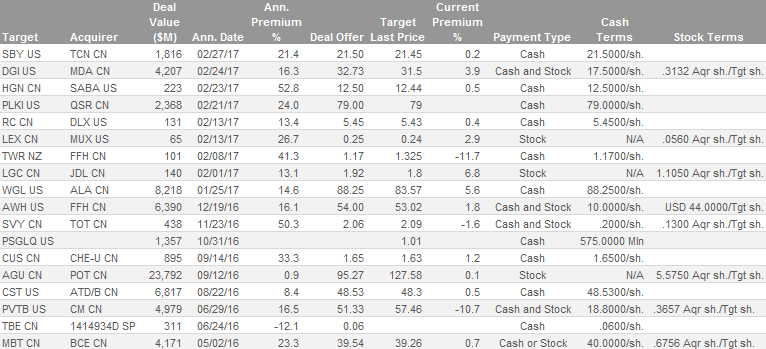 Deal Ann. Target Current
Value Premium Last Price Premium Cash
Target Acquirer ($M) Ann. Date % Deal Offer % Payment Type Terms Stock Terms
SBY US TCN CN 1,816 02/27/17 21.4 21.50 21.45 0.2 Cash 21.5000/sh.
DGI US MDA CN 4,207 02/24/17 16.3 32.73 31.5 3.9 Cash and Stock 17.5000/sh. .3132 Aqr sh./Tgt sh.
HGN CN SABA US 223 02/23/17 52.8 12.50 12.44 0.5 Cash 12.5000/sh.
PLKI US QSR CN 2,368 02/21/17 24.0 79.00 79 Cash 79.0000/sh.
RC CN DLX US 131 02/13/17 13.4 5.45 5.43 0.4 Cash 5.4500/sh.
LEX CN MUX US 65 02/13/17 26.7 0.25 0.24 2.9 Stock N/A .0560 Aqr sh./Tgt sh.
TWR NZ FFH CN 101 02/08/17 41.3 1.17 1.325 -11.7 Cash 1.1700/sh.
LGC CN JDL CN 140 02/01/17 13.1 1.92 1.8 6.8 Stock N/A 1.1050 Aqr sh./Tgt sh.
WGL US ALA CN 8,218 01/25/17 14.6 88.25 83.57 5.6 Cash 88.2500/sh.
AWH US FFH CN 6,390 12/19/16 16.1 54.00 53.02 1.8 Cash and Stock 10.0000/sh. USD 44.0000/Tgt sh.
SVY CN TOT CN 438 11/23/16 50.3 2.06 2.09 -1.6 Cash and Stock .2000/sh. .1300 Aqr sh./Tgt sh.
PSGLQ US 1,357 10/31/16 1.01 Cash 575.0000 Mln
CUS CN CHE-U CN 895 09/14/16 33.3 1.65 1.63 1.2 Cash 1.6500/sh.
AGU CN POT CN 23,792 09/12/16 0.9 95.27 127.58 0.1 Stock N/A 5.5750 Aqr sh./Tgt sh.
CST US ATD/B CN 6,817 08/22/16 8.4 48.53 48.3 0.5 Cash 48.5300/sh.
PVTB US CM CN 4,979 06/29/16 16.5 51.33 57.46 -10.7 Cash and Stock 18.8000/sh. .3657 Aqr sh./Tgt sh.
TBE CN 1414934D SP 311 06/24/16 -12.1 0.06 Cash .0600/sh.
MBT CN BCE CN 4,171 05/02/16 23.3 39.54 39.26 0.7 Cash or Stock 40.0000/sh. .6756 Aqr sh./Tgt sh.